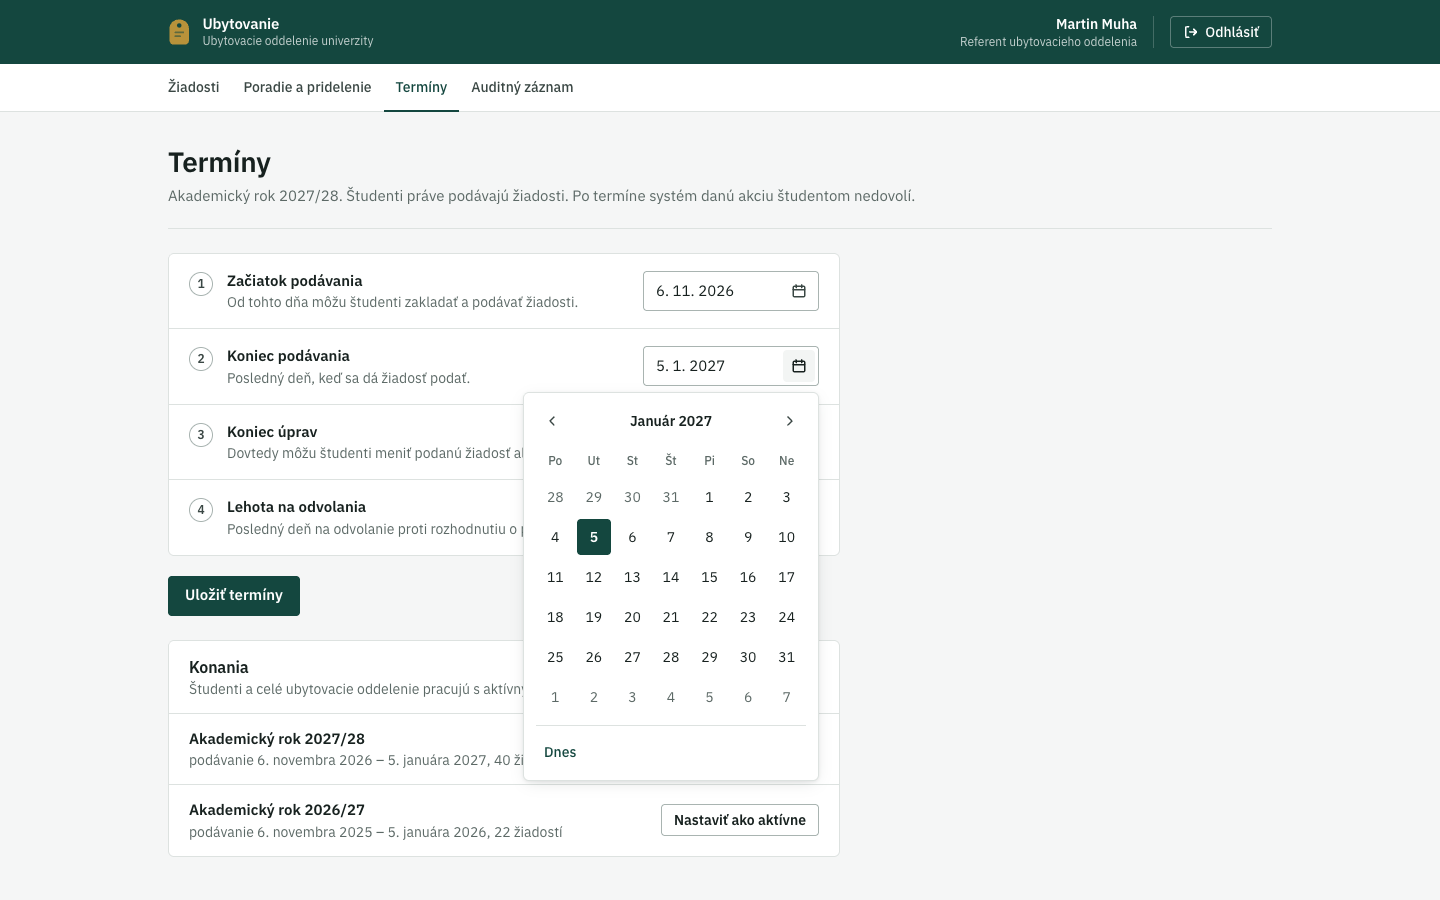 Ubytovanie
Ubytovacie oddelenie univerzity
Martin Muha
Referent ubytovacieho oddelenia
Odhlásiť
Žiadosti
Poradie a pridelenie
Termíny
Auditný záznam
Termíny
Akademický rok 2027/28. Študenti práve podávajú žiadosti. Po termíne systém danú akciu študentom nedovolí.
1
Začiatok podávania
Od tohto dňa môžu študenti zakladať a podávať žiadosti.
6. 11. 2026
2
Koniec podávania
Posledný deň, keď sa dá žiadosť podať.
5. 1. 2027
3
Koniec úprav
Dovtedy môžu študenti meniť podanú žiadosť
4
Lehota na odvolanie
Posledný deň na odvolanie proti rozhodnutiu o
Január 2027
Po Ut St Št Pi So Ne
28 29 30 31 1 2 3
4 5 6 7 8 9 10
11 12 13 14 15 16 17
18 19 20 21 22 23 24
25 26 27 28 29 30 31
1 2 3 4 5 6 7
Dnes
Uložiť termíny
Konania
Študenti a celé ubytovacie oddelenie pracujú s
Akademický rok 2027/28
podávanie 6. novembra 2026 – 5. januára 2027, 40
Akademický rok 2026/27
podávanie 6. novembra 2025 – 5. januára 2026, 22 žiadostí
Nastaviť ako aktívne